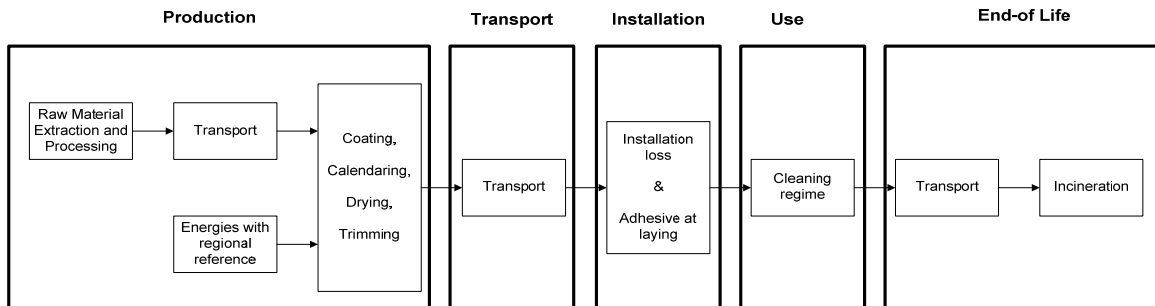 Production
Transport
Installation
Use
End-of Life
Raw Material
Extraction and
Processing
Transport
Energies with
regional
reference
Coating,
Calendaring,
Drying,
Trimming
Transport
Installation
loss
&
Adhesive at
laying
Cleaning
regime
Transport
Incineration